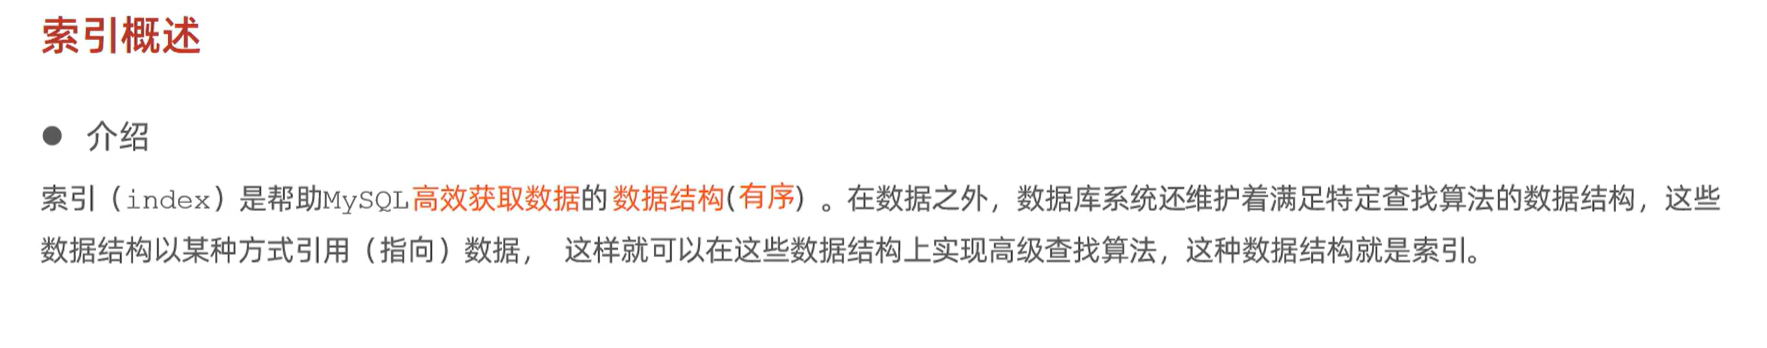 索引概述
● 介绍
索引（index）是帮助MySQL高效获取数据的数据结构(有序) 。在数据之外，数据库系统还维护着满足特定查找算法的数据结构，这些
数据结构以某种方式引用（指向）数据， 这样就可以在这些数据结构上实现高级查找算法，这种数据结构就是索引。